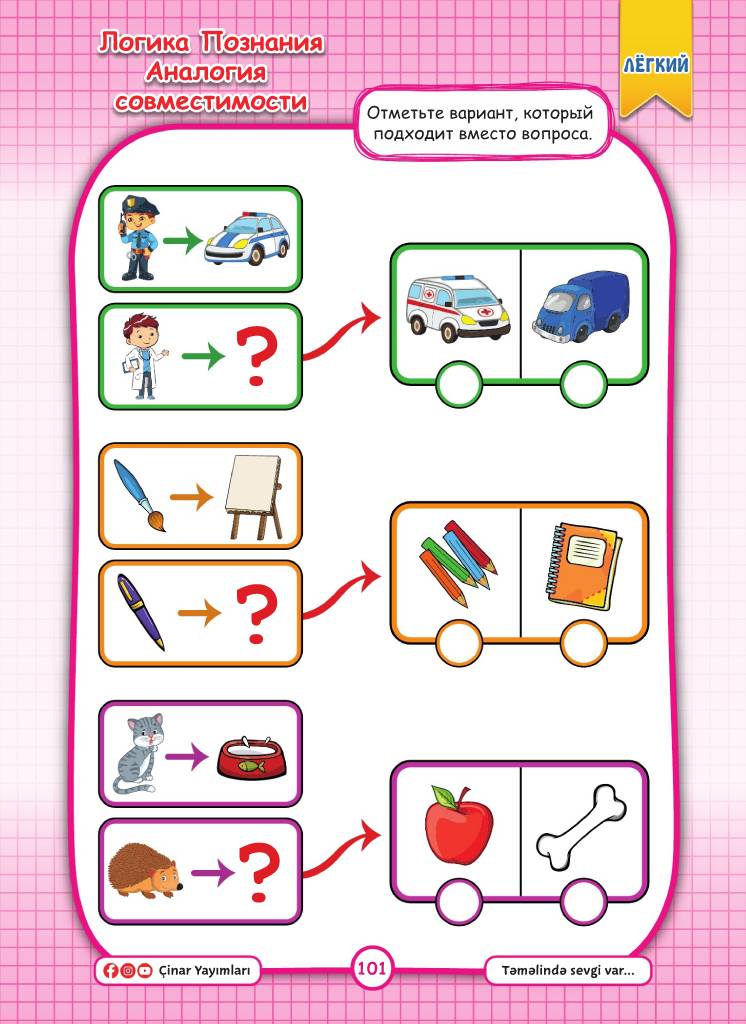 Логика Познания
Аналогия
совместимости
ЛЁГКИЙ
Отметьте вариант, который
подходит вместо вопроса.
?
?
?
Çinar Yayımları
101
Təməlində sevgi var...